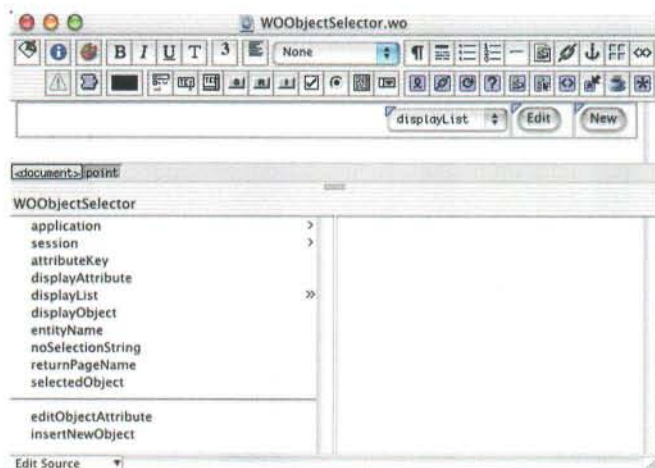 WOObjectSelector.wo
B I U T 3 None
displayList Edit New
<document> point
WOObjectSelector
application >
session >
attributeKey
displayAttribute
displayList »
displayObject
entityName
noSelectionString
returnPageName
selectedObject
editObjectAttribute
insertNewObject
Edit Source